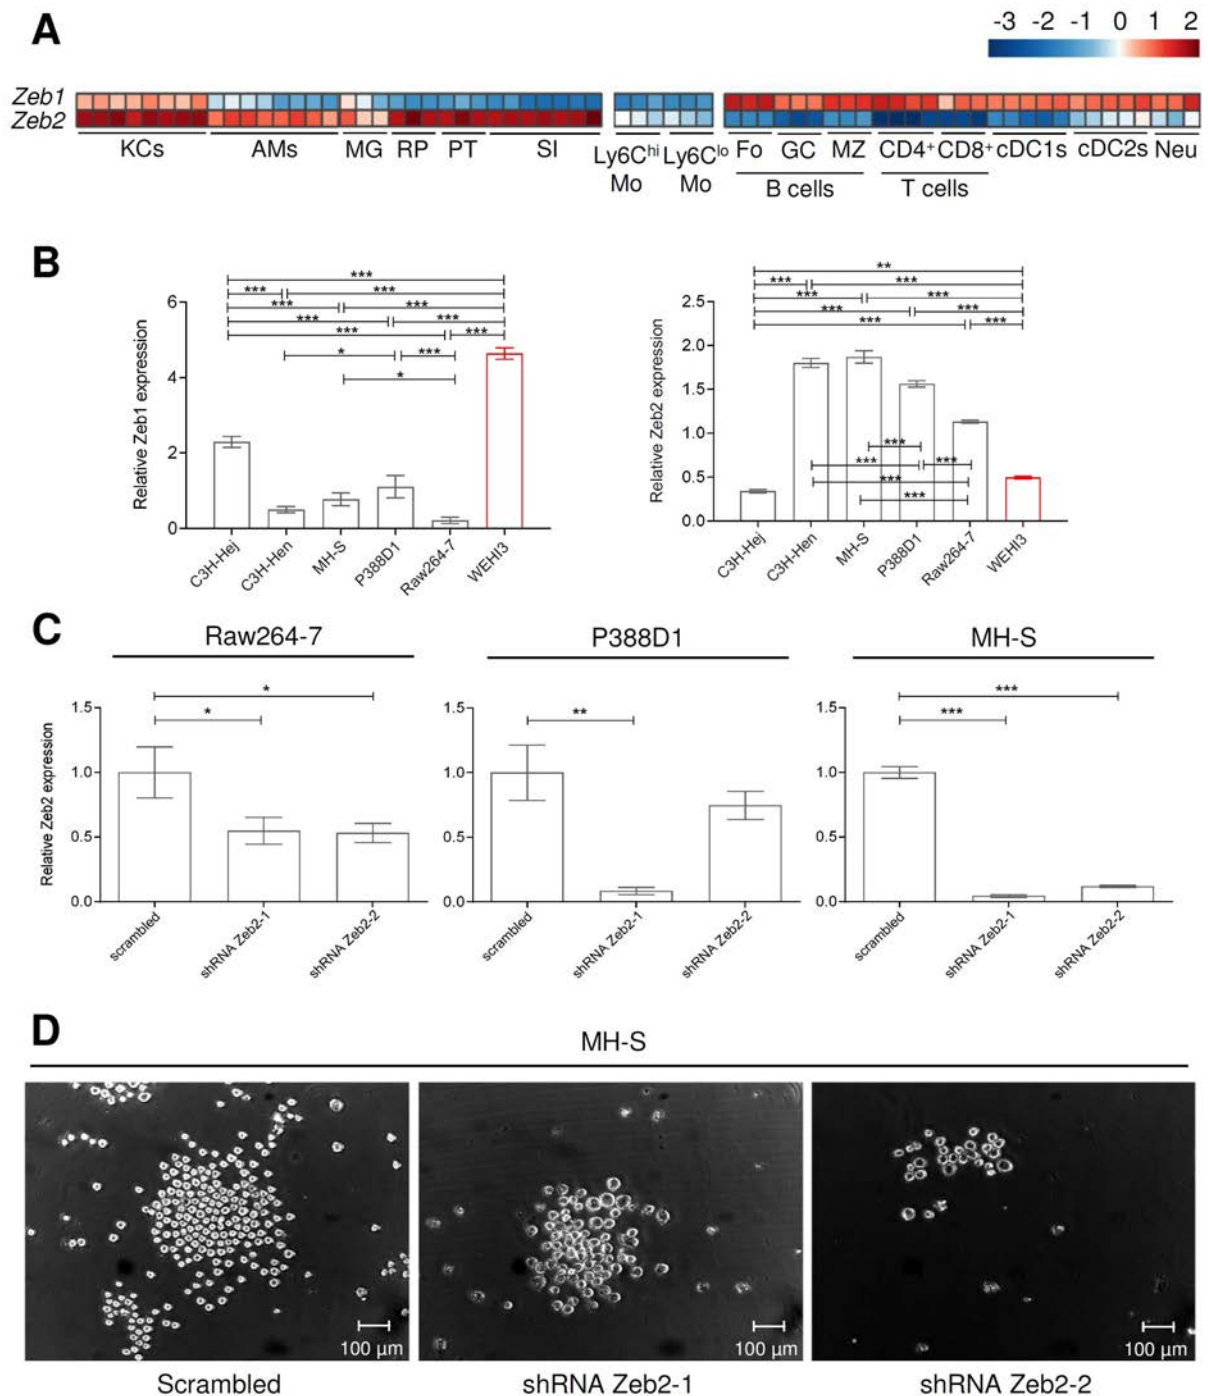 A
-3 -2 -1 0 1 2
Zeb1
Zeb2
KCs AMs MG RP PT SI Ly6Chi Mo Ly6Clo Mo Fo GC MZ CD4+ CD8+ cDC1s cDC2s Neu
B cells T cells
B
Relative Zeb1 expression
6
4
2
0
***
*** ***
*** ***
*** ***
*** ***
* ***
*
C3H-Hej C3H-Hen MH-S P388D1 Raw264-7 WEHI3
Relative Zeb2 expression
2.5
2.0
1.5
1.0
0.5
0.0
**
*** ***
*** ***
*** ***
*** ***
***
*** ***
***
***
C3H-Hej C3H-Hen MH-S P388D1 Raw264-7 WEHI3
C
Raw264-7
Relative Zeb2 expression
1.5
1.0
0.5
0.0
*
*
scrambled shRNA Zeb2-1 shRNA Zeb2-2
P388D1
1.5
1.0
0.5
0.0
**
scrambled shRNA Zeb2-1 shRNA Zeb2-2
MH-S
1.5
1.0
0.5
0.0
***
***
scrambled shRNA Zeb2-1 shRNA Zeb2-2
D
MH-S
100 μm 100 μm 100 μm
Scrambled shRNA Zeb2-1 shRNA Zeb2-2